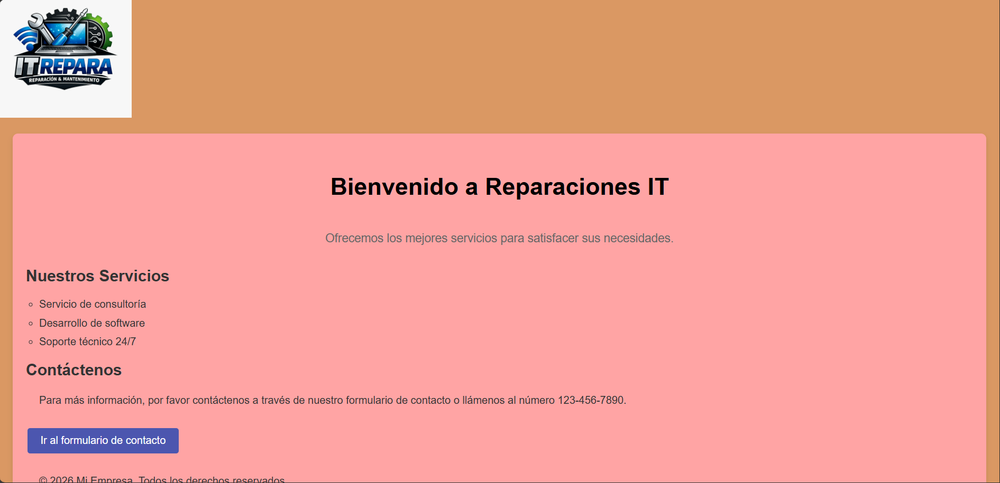 IT REPARA
REPARACIÓN & MANTENIMIENTO
Bienvenido a Reparaciones IT
Ofrecemos los mejores servicios para satisfacer sus necesidades.
Nuestros Servicios
Servicio de consultoría
Desarrollo de software
Soporte técnico 24/7
Contáctenos
Para más información, por favor contáctenos a través de nuestro formulario de contacto o llámenos al número 123-456-7890.
Ir al formulario de contacto
© 2026 Mi Empresa. Todos los derechos reservados.